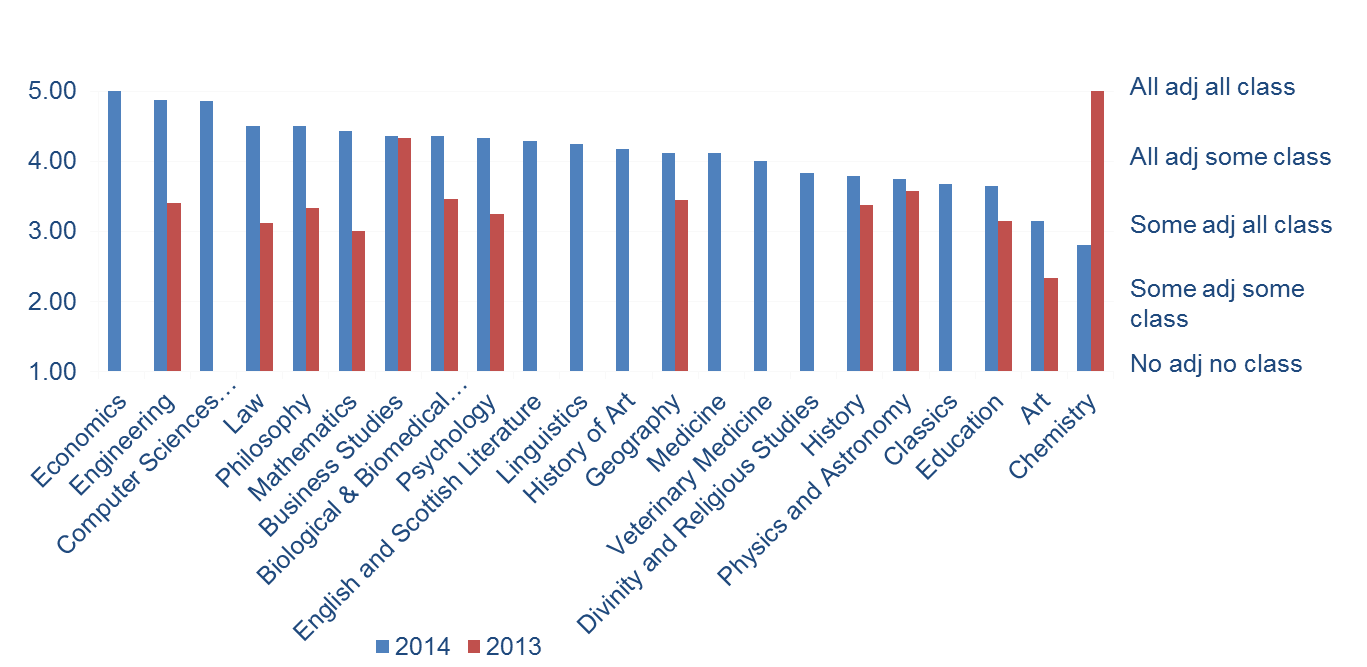 5.00
4.00
3.00
2.00
1.00
All adj all class
All adj some class
Some adj all class
Some adj some
class
No adj no class
Economics
Engineering
Computer Sciences…
Law
Philosophy
Mathematics
Business Studies
Biological & Biomedical…
Psychology
English and Scottish Literature
Linguistics
History of Art
Geography
Medicine
Veterinary Medicine
Divinity and Religious Studies
History
Physics and Astronomy
Classics
Education
Art
Chemistry
2014
2013